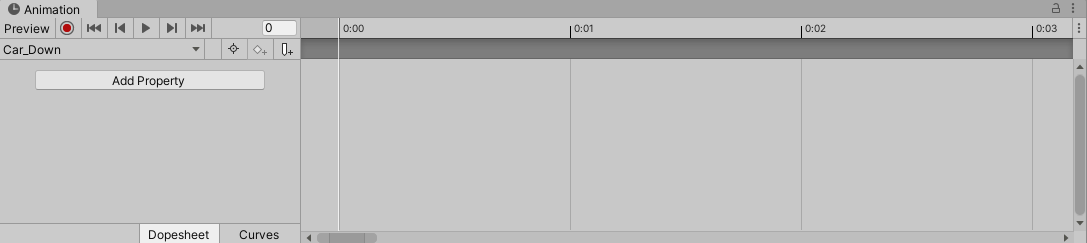 Animation
Preview 0 0:00 0:01 0:02 0:03
Car_Down
Add Property
Dopesheet Curves